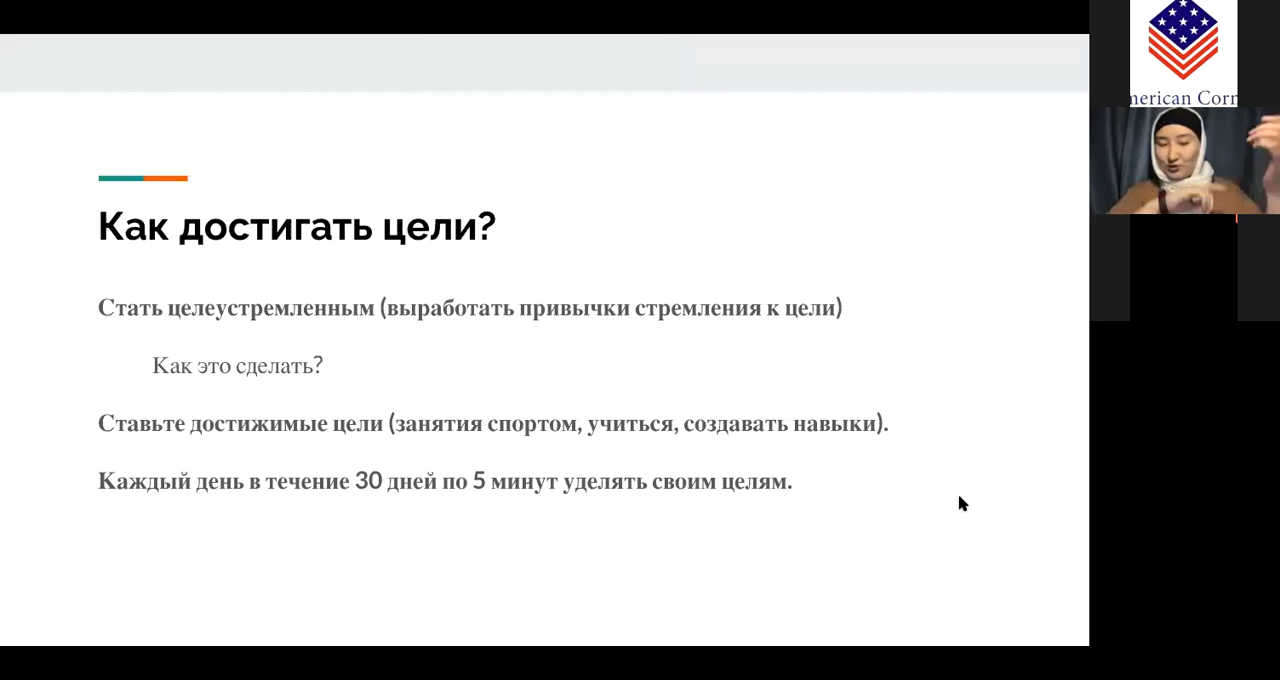 merican Corn
Как достигать цели?
Стать целеустремленным (выработать привычки стремления к цели)
Как это сделать?
Ставьте достижимые цели (занятия спортом, учиться, создавать навыки).
Каждый день в течение 30 дней по 5 минут уделять своим целям.